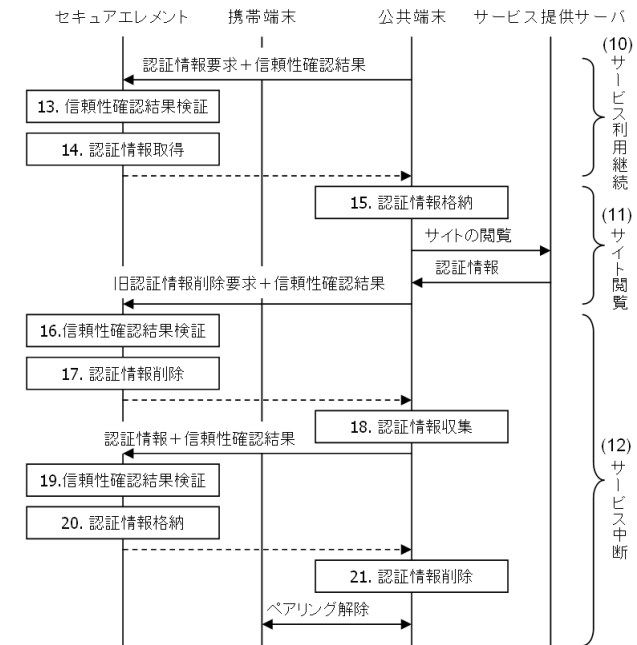 セキュアエレメント 携帯端末 公共端末 サービス提供サーバ
(10)サービス利用継続
認証情報要求+信頼性確認結果
13. 信頼性確認結果検証
14. 認証情報取得
15. 認証情報格納
(11)サイト閲覧
サイトの閲覧
認証情報
旧認証情報削除要求+信頼性確認結果
16.信頼性確認結果検証
17. 認証情報削除
18. 認証情報収集
認証情報+信頼性確認結果
(12)サービス中断
19.信頼性確認結果検証
20. 認証情報格納
21. 認証情報削除
ペアリング解除